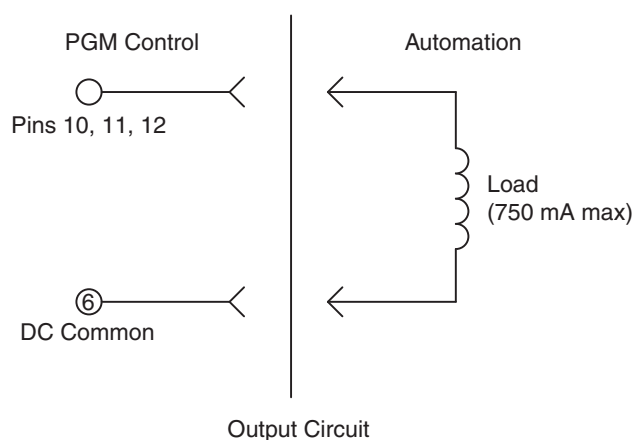 PGM Control
Automation
Pins 10, 11, 12
Load
(750 mA max)
6
DC Common
Output Circuit